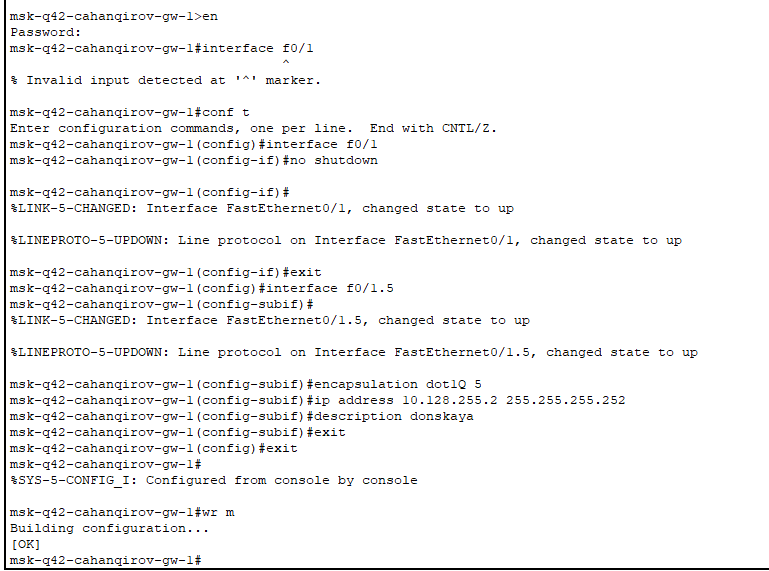 msk-q42-cahanqirov-gw-1>en
Password:
msk-q42-cahanqirov-gw-1#interface f0/1
^
% Invalid input detected at '^' marker.
msk-q42-cahanqirov-gw-1#conf t
Enter configuration commands, one per line.  End with CNTL/Z.
msk-q42-cahanqirov-gw-1(config)#interface f0/1
msk-q42-cahanqirov-gw-1(config-if)#no shutdown
msk-q42-cahanqirov-gw-1(config-if)#
%LINK-5-CHANGED: Interface FastEthernet0/1, changed state to up
%LINEPROTO-5-UPDOWN: Line protocol on Interface FastEthernet0/1, changed state to up
msk-q42-cahanqirov-gw-1(config-if)#exit
msk-q42-cahanqirov-gw-1(config)#interface f0/1.5
msk-q42-cahanqirov-gw-1(config-subif)#
%LINK-5-CHANGED: Interface FastEthernet0/1.5, changed state to up
%LINEPROTO-5-UPDOWN: Line protocol on Interface FastEthernet0/1.5, changed state to up
msk-q42-cahanqirov-gw-1(config-subif)#encapsulation dot1Q 5
msk-q42-cahanqirov-gw-1(config-subif)#ip address 10.128.255.2 255.255.255.252
msk-q42-cahanqirov-gw-1(config-subif)#description donskaya
msk-q42-cahanqirov-gw-1(config-subif)#exit
msk-q42-cahanqirov-gw-1(config)#exit
msk-q42-cahanqirov-gw-1#
%SYS-5-CONFIG_I: Configured from console by console
msk-q42-cahanqirov-gw-1#wr m
Building configuration...
[OK]
msk-q42-cahanqirov-gw-1#